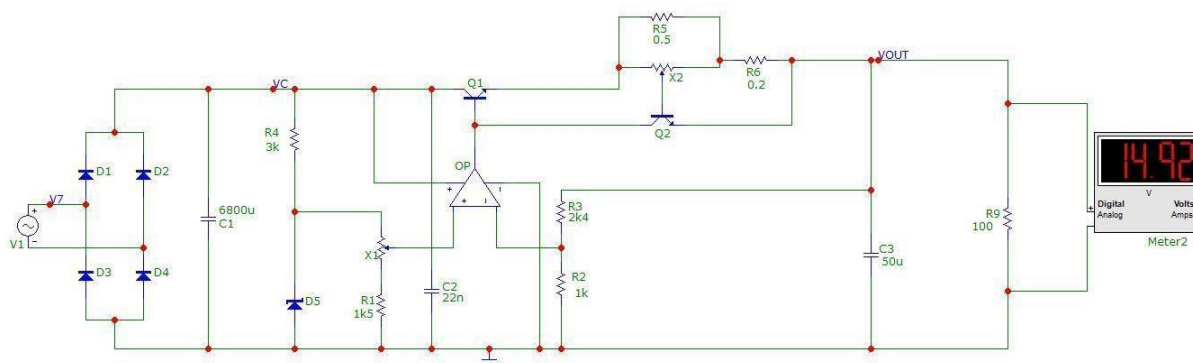 R5
0.5
VOUT
X2
R6
0.2
VC
Q1
Q2
R4
3k
OP
D1
D2
V7
6800u
C1
R3
2k4
14.92
V
Digital
Volts
Analog
Amps
Meter2
V1
X1
R9
100
C3
50u
D3
D4
D5
R1
1k5
C2
22n
R2
1k
+
-